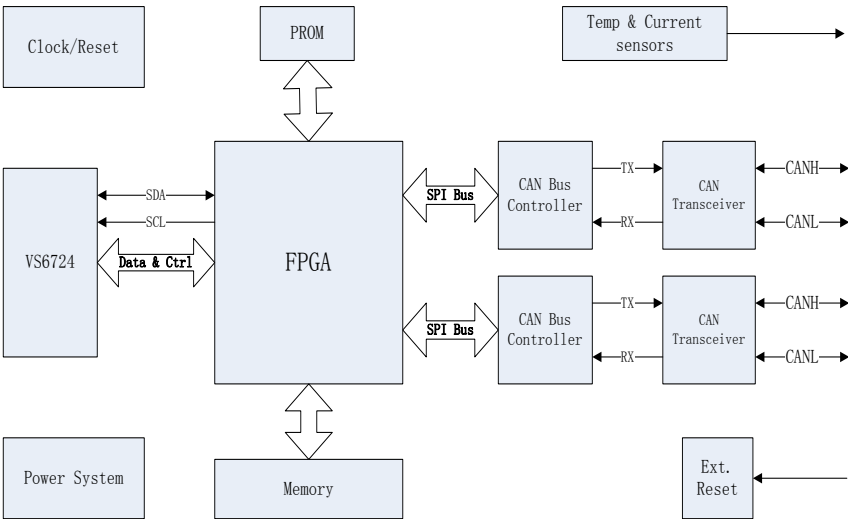 Clock/Reset
PROM
Temp & Current
sensors
SDA
SCL
Data & Ctrl
VS6724
FPGA
SPI Bus
CAN Bus
Controller
TX
RX
CAN
Transceiver
CANH
CANL
SPI Bus
CAN Bus
Controller
TX
RX
CAN
Transceiver
CANH
CANL
Power System
Memory
Ext.
Reset